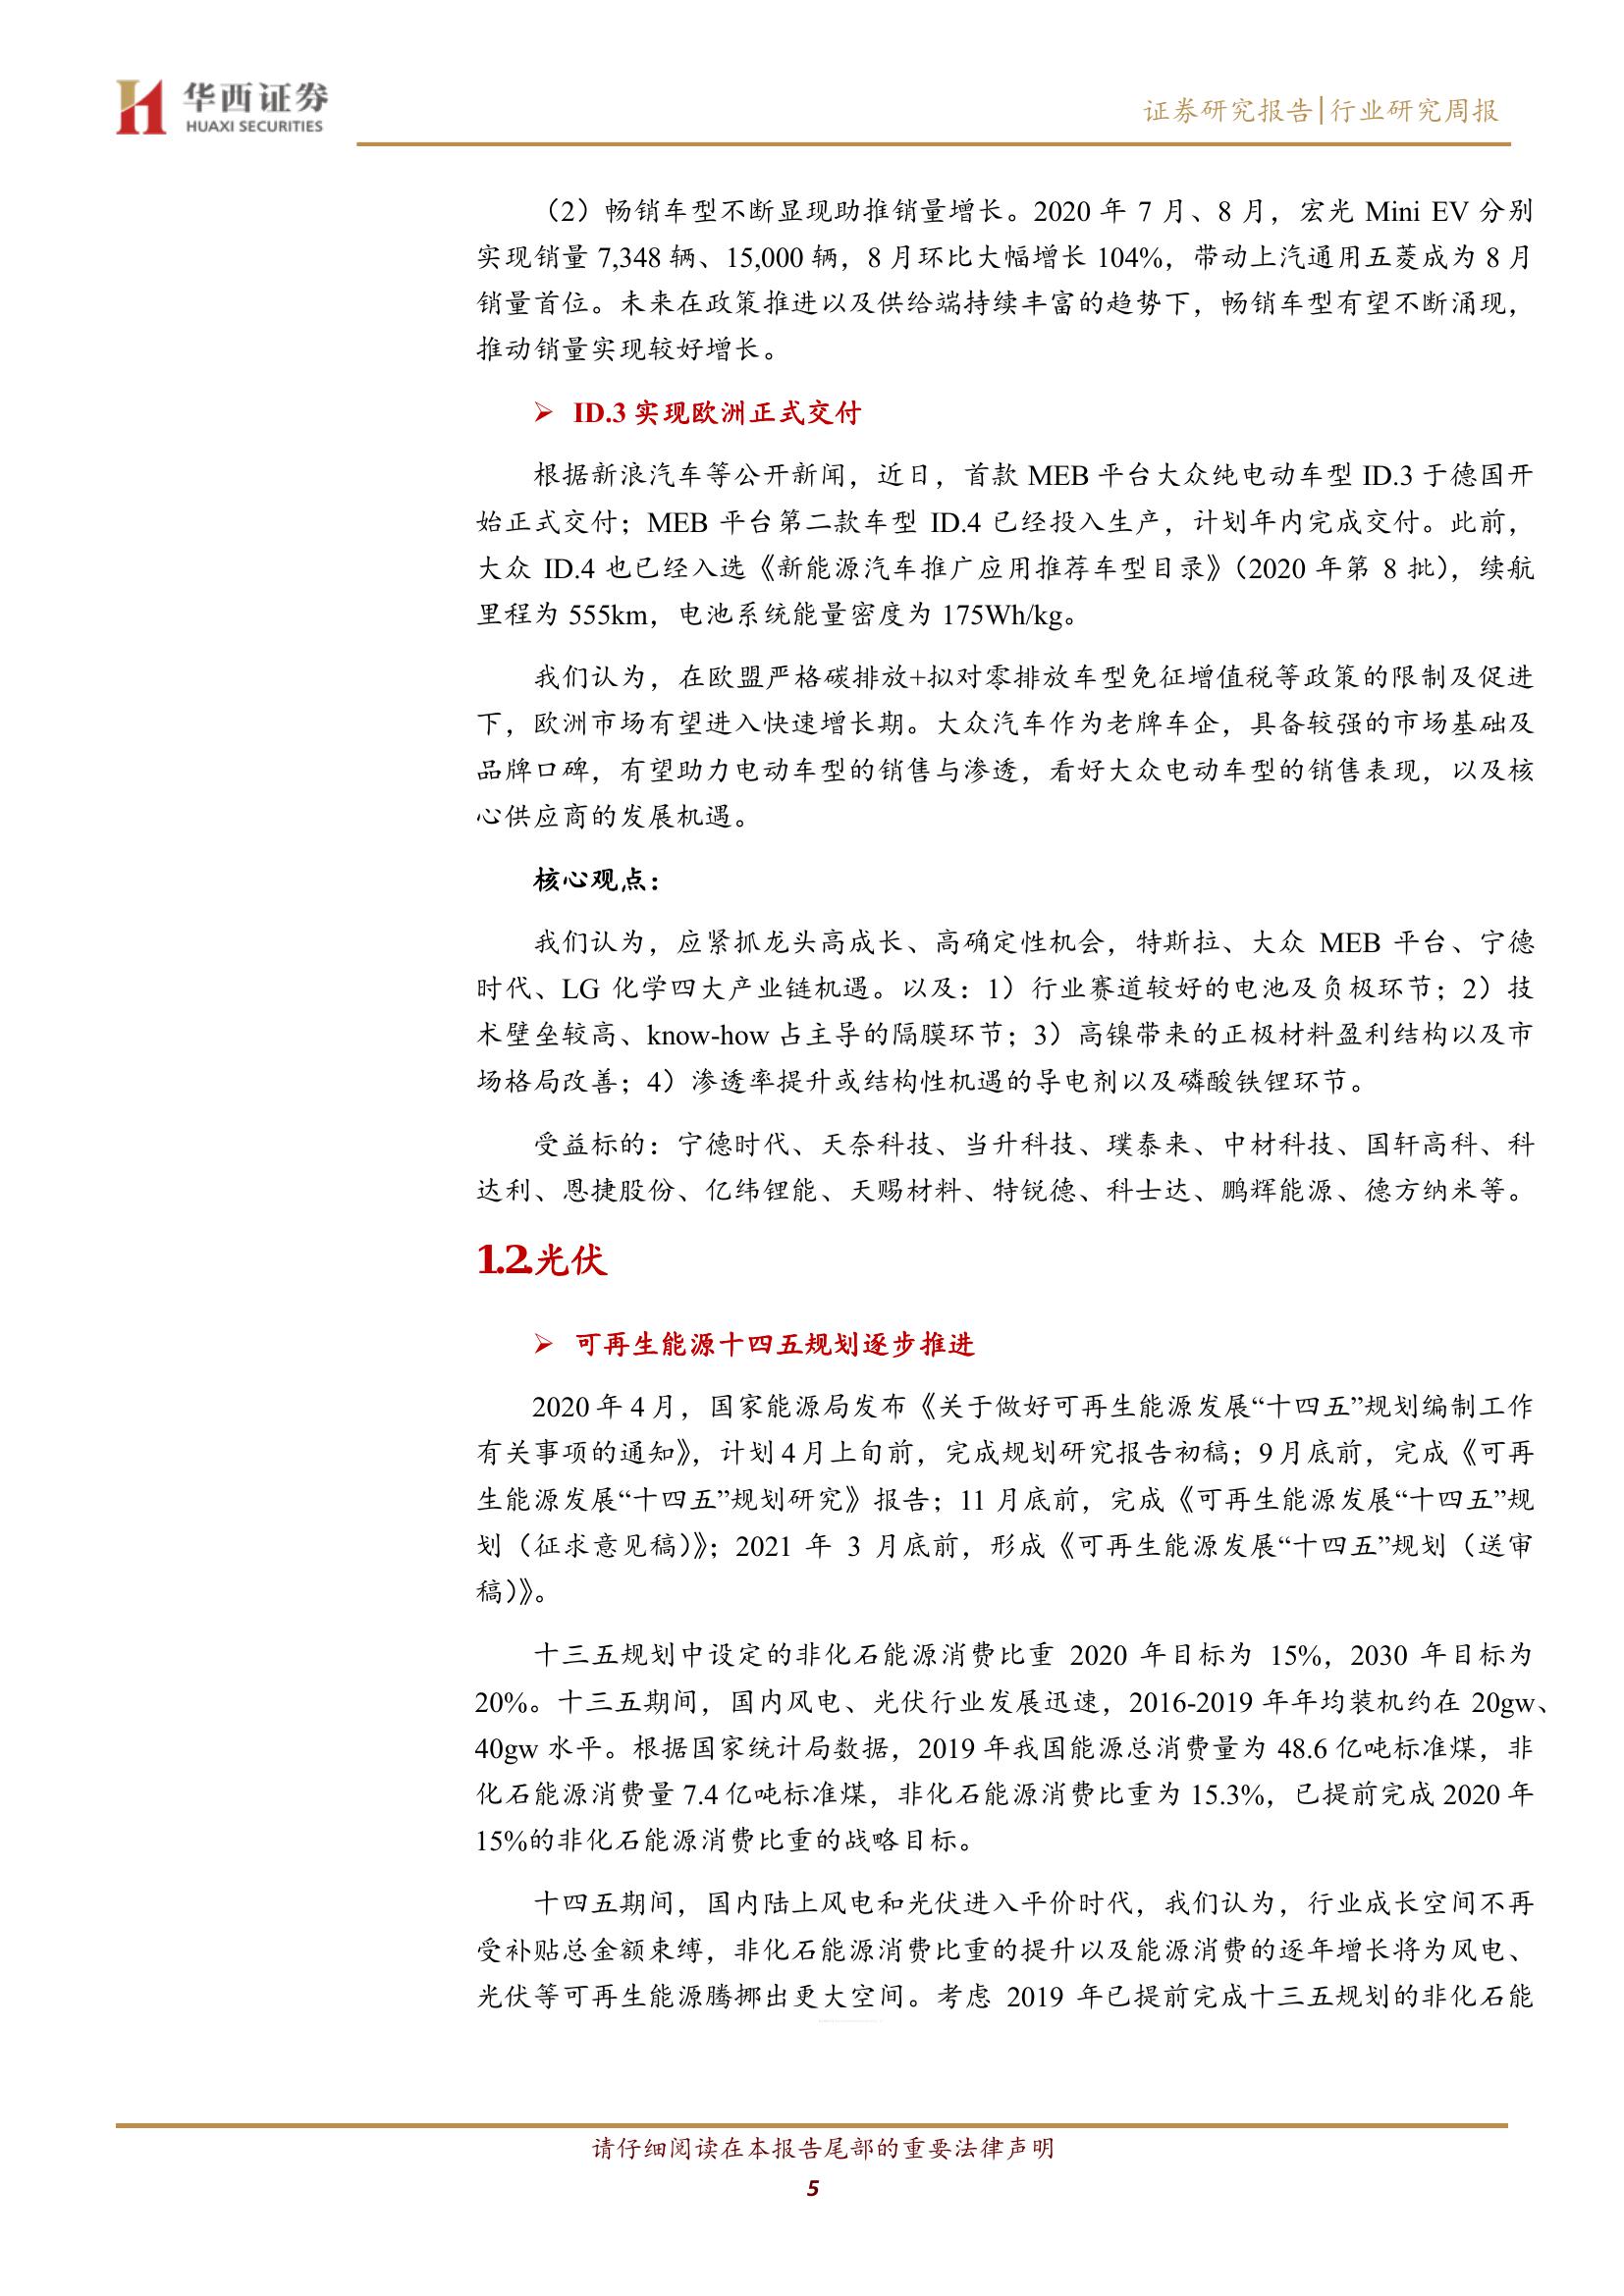 华西证券
HUAXI SECURITIES
证券研究报告|行业研究周报
（2）畅销车型不断显现助推销量增长。2020 年 7 月、8 月，宏光 Mini EV 分别
实现销量 7,348 辆、15,000 辆，8 月环比大幅增长 104%，带动上汽通用五菱成为 8 月
销量首位。未来在政策推进以及供给端持续丰富的趋势下，畅销车型有望不断涌现，
推动销量实现较好增长。
➢ ID.3 实现欧洲正式交付
根据新浪汽车等公开新闻，近日，首款 MEB 平台大众纯电动车型 ID.3 于德国开
始正式交付；MEB 平台第二款车型 ID.4 已经投入生产，计划年内完成交付。此前，
大众 ID.4 也已经入选《新能源汽车推广应用推荐车型目录》（2020 年第 8 批），续航
里程为 555km，电池系统能量密度为 175Wh/kg。
我们认为，在欧盟严格碳排放+拟对零排放车型免征增值税等政策的限制及促进
下，欧洲市场有望进入快速增长期。大众汽车作为老牌车企，具备较强的市场基础及
品牌口碑，有望助力电动车型的销售与渗透，看好大众电动车型的销售表现，以及核
心供应商的发展机遇。
核心观点：
我们认为，应紧抓龙头高成长、高确定性机会，特斯拉、大众 MEB 平台、宁德
时代、LG 化学四大产业链机遇。以及：1）行业赛道较好的电池及负极环节；2）技
术壁垒较高、know-how 占主导的隔膜环节；3）高镍带来的正极材料盈利结构以及市
场格局改善；4）渗透率提升或结构性机遇的导电剂以及磷酸铁锂环节。
受益标的：宁德时代、天奈科技、当升科技、璞泰来、中材科技、国轩高科、科
达利、恩捷股份、亿纬锂能、天赐材料、特锐德、科士达、鹏辉能源、德方纳米等。
1.2.光伏
➢ 可再生能源十四五规划逐步推进
2020 年 4 月，国家能源局发布《关于做好可再生能源发展“十四五”规划编制工作
有关事项的通知》，计划 4 月上旬前，完成规划研究报告初稿；9 月底前，完成《可再
生能源发展“十四五”规划研究》报告；11 月底前，完成《可再生能源发展“十四五”规
划（征求意见稿）》；2021 年 3 月底前，形成《可再生能源发展“十四五”规划（送审
稿）》。
十三五规划中设定的非化石能源消费比重 2020 年目标为 15%，2030 年目标为
20%。十三五期间，国内风电、光伏行业发展迅速，2016-2019 年年均装机约在 20gw、
40gw 水平。根据国家统计局数据，2019 年我国能源总消费量为 48.6 亿吨标准煤，非
化石能源消费量 7.4 亿吨标准煤，非化石能源消费比重为 15.3%，已提前完成 2020 年
15%的非化石能源消费比重的战略目标。
十四五期间，国内陆上风电和光伏进入平价时代，我们认为，行业成长空间不再
受补贴总金额束缚，非化石能源消费比重的提升以及能源消费的逐年增长将为风电、
光伏等可再生能源腾挪出更大空间。考虑 2019 年已提前完成十三五规划的非化石能
请仔细阅读在本报告尾部的重要法律声明
5